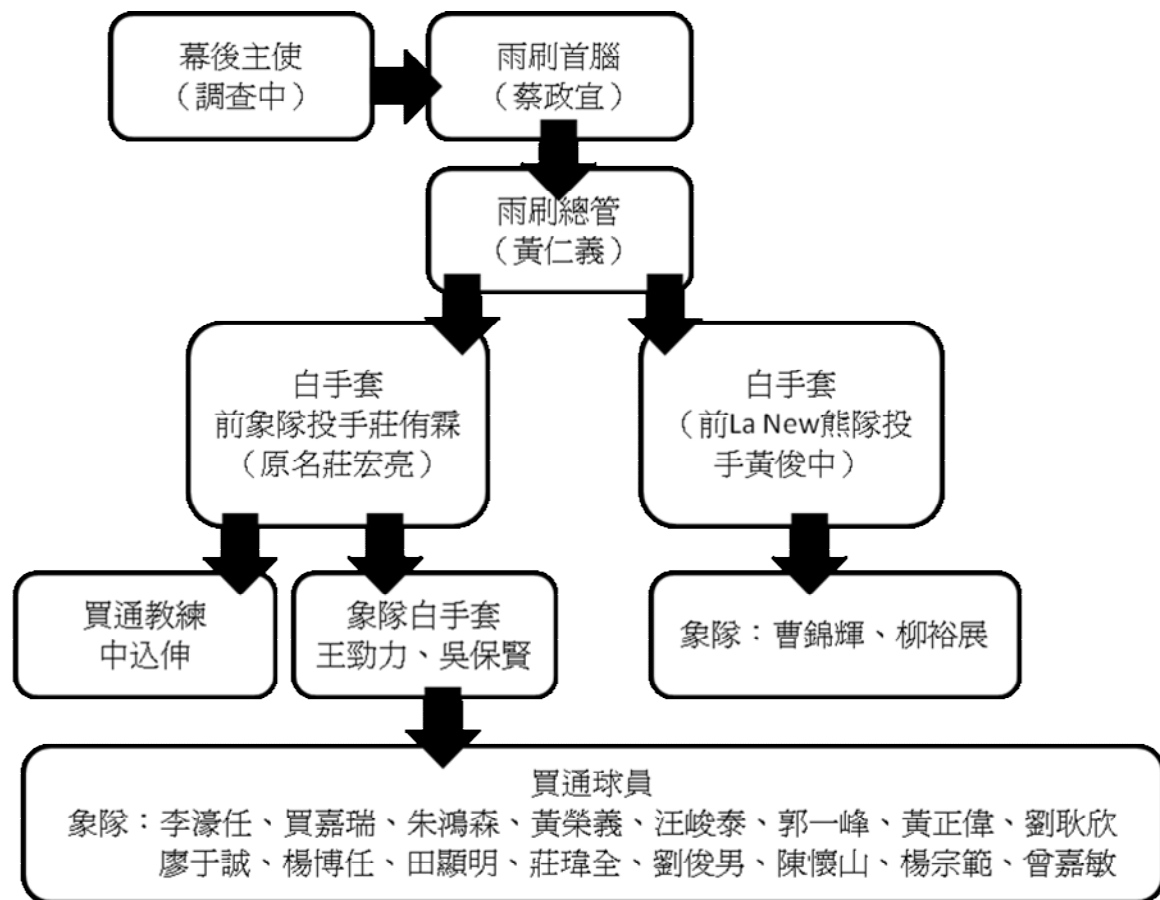 幕後主使
（調查中）
雨刷首腦
（蔡政宜）
雨刷總管
（黃仁義）
白手套
前象隊投手莊侑霖
（原名莊宏亮）
白手套
（前La New熊隊投
手黃俊中）
買通教練
中込伸
象隊白手套
王勁力、吳保賢
象隊：曹錦輝、柳裕展
買通球員
象隊：李濠任、買嘉瑞、朱鴻森、黃榮義、汪峻泰、郭一峰、黃正偉、劉耿欣
廖于誠、楊博任、田顯明、莊瑋全、劉俊男、陳懷山、楊宗範、曾嘉敏